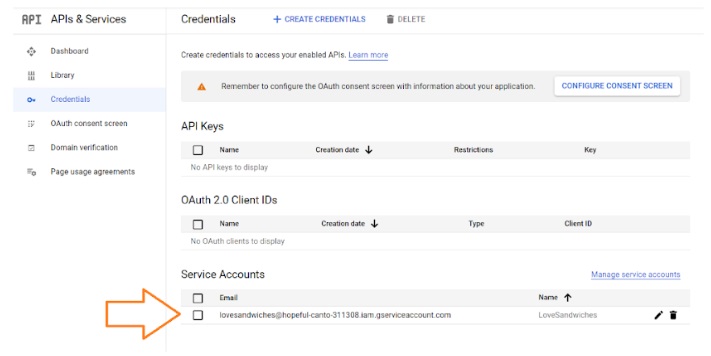 API APIs & Services
Credentials + CREATE CREDENTIALS DELETE
Dashboard
Library
Credentials
OAuth consent screen
Domain verification
Page usage agreements
Create credentials to access your enabled APIs. Learn more
Remember to configure the OAuth consent screen with information about your application. CONFIGURE CONSENT SCREEN
API Keys
Name Creation date Restrictions Key
No API keys to display
OAuth 2.0 Client IDs
Name Creation date Type Client ID
No OAuth clients to display
Service Accounts Manage service accounts
Email Name
lovesandwiches@hopeful-canto-311308.iam.gserviceaccount.com LoveSandwiches